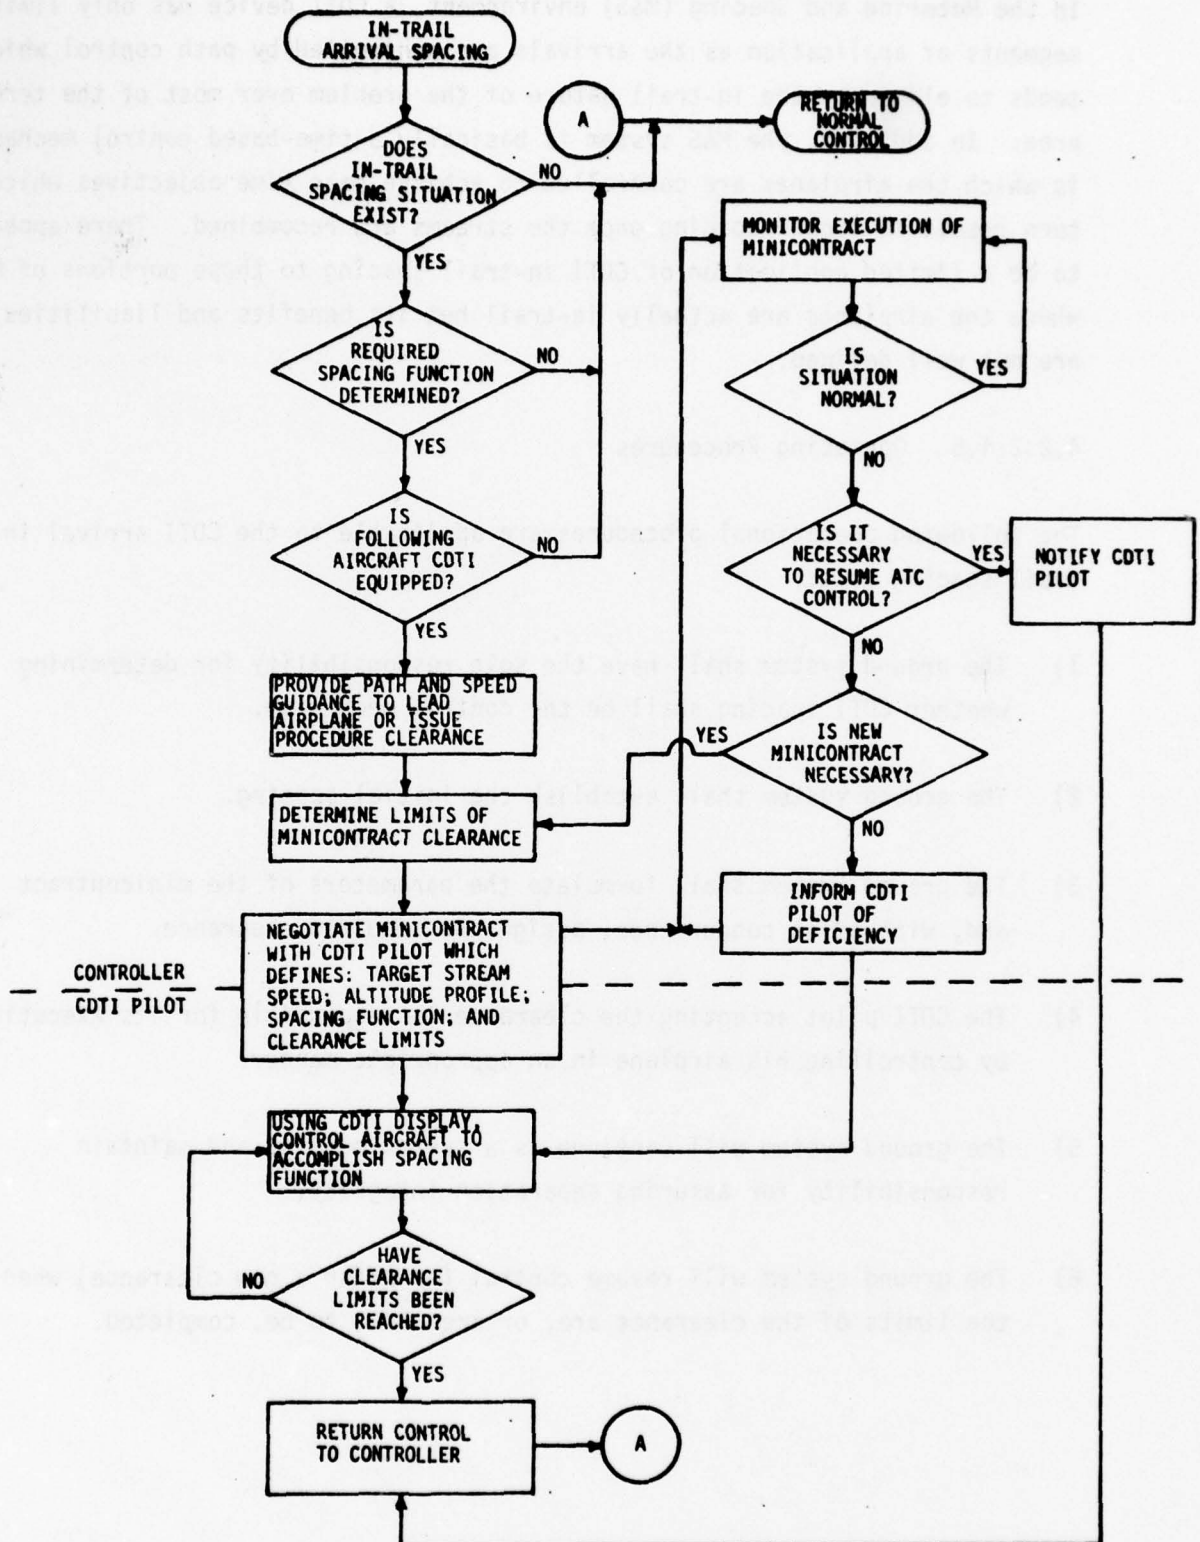 IN-TRAIL
ARRIVAL SPACING
A
RETURN TO
NORMAL
CONTROL
DOES
IN-TRAIL
SPACING SITUATION
EXIST?
NO
YES
IS
REQUIRED
SPACING FUNCTION
DETERMINED?
NO
YES
IS
FOLLOWING
AIRCRAFT CDTI
EQUIPPED?
NO
YES
PROVIDE PATH AND SPEED
GUIDANCE TO LEAD
AIRPLANE OR ISSUE
PROCEDURE CLEARANCE
DETERMINE LIMITS OF
MINICONTRACT CLEARANCE
NEGOTIATE MINICONTRACT
WITH CDTI PILOT WHICH
DEFINES: TARGET STREAM
SPEED; ALTITUDE PROFILE;
SPACING FUNCTION; AND
CLEARANCE LIMITS
CONTROLLER
CDTI PILOT
USING CDTI DISPLAY,
CONTROL AIRCRAFT TO
ACCOMPLISH SPACING
FUNCTION
HAVE
CLEARANCE
LIMITS BEEN
REACHED?
NO
YES
RETURN CONTROL
TO CONTROLLER
A
MONITOR EXECUTION OF
MINICONTRACT
IS
SITUATION
NORMAL?
YES
NO
IS IT
NECESSARY
TO RESUME ATC
CONTROL?
YES
NOTIFY CDTI
PILOT
NO
IS NEW
MINICONTRACT
NECESSARY?
YES
NO
INFORM CDTI
PILOT OF
DEFICIENCY